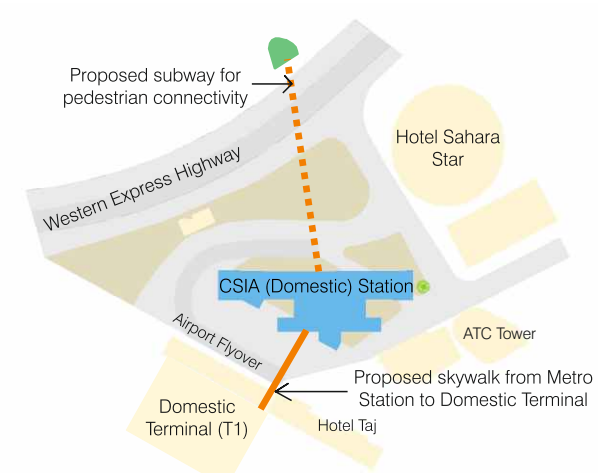 Proposed subway for
pedestrian connectivity
Hotel Sahara
Star
Western Express Highway
CSIA (Domestic) Station
Airport Flyover
ATC Tower
Proposed skywalk from Metro
Station to Domestic Terminal
Domestic
Terminal (T1)
Hotel Taj